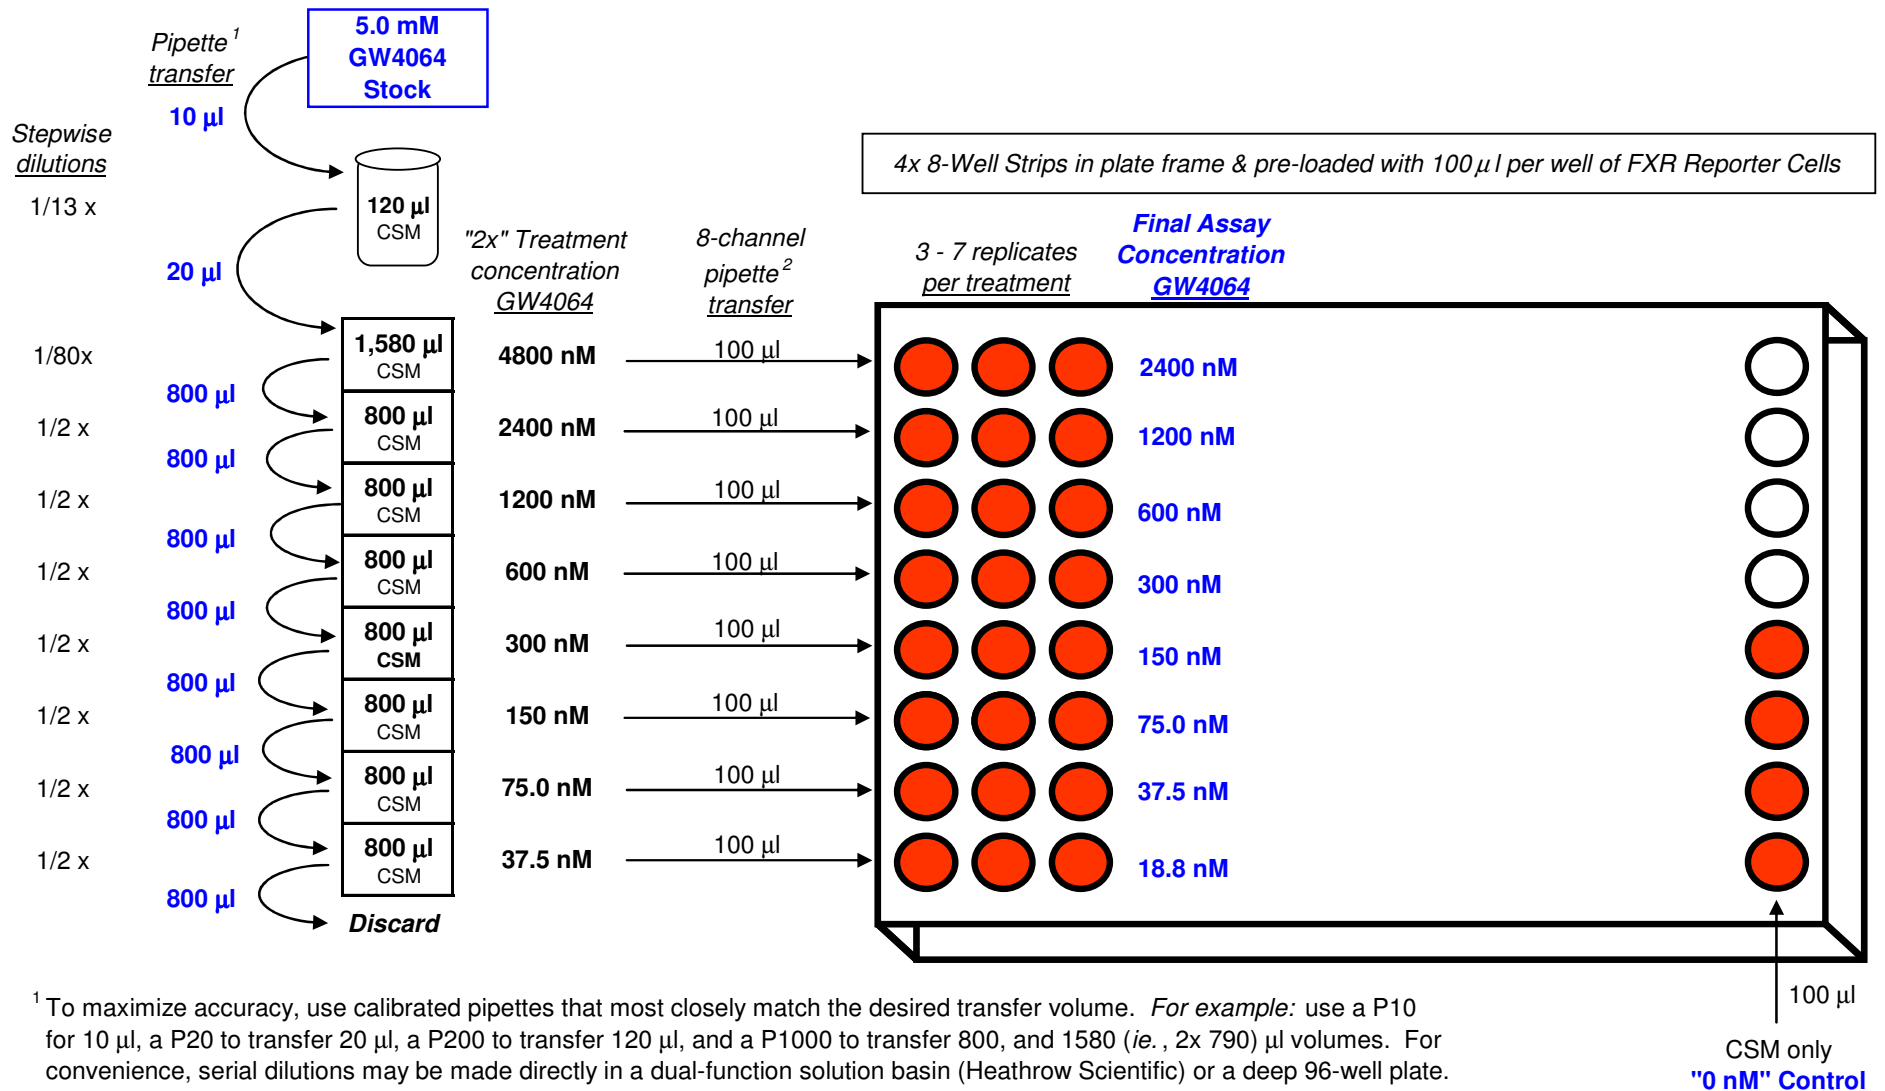 Pipette 1
transfer
10 µl
5.0 mM
GW4064
Stock
Stepwise
dilutions
1/13 x
120 µl
CSM
20 µl
4x 8-Well Strips in plate frame & pre-loaded with 100 µl per well of FXR Reporter Cells
"2x" Treatment
concentration
GW4064
8-channel
pipette 2
transfer
3 - 7 replicates
per treatment
Final Assay
Concentration
GW4064
1/80x
1,580 µl
CSM
4800 nM
100 µl
2400 nM
800 µl
1/2 x
800 µl
CSM
2400 nM
100 µl
1200 nM
800 µl
1/2 x
800 µl
CSM
1200 nM
100 µl
600 nM
800 µl
1/2 x
800 µl
CSM
600 nM
100 µl
300 nM
800 µl
1/2 x
800 µl
CSM
300 nM
100 µl
150 nM
800 µl
1/2 x
800 µl
CSM
150 nM
100 µl
75.0 nM
800 µl
1/2 x
800 µl
CSM
75.0 nM
100 µl
37.5 nM
800 µl
1/2 x
800 µl
CSM
37.5 nM
100 µl
18.8 nM
800 µl
Discard
100 µl
CSM only
"0 nM" Control
1 To maximize accuracy, use calibrated pipettes that most closely match the desired transfer volume. For example: use a P10
for 10 µl, a P20 to transfer 20 µl, a P200 to transfer 120 µl, and a P1000 to transfer 800, and 1580 (ie., 2x 790) µl volumes. For
convenience, serial dilutions may be made directly in a dual-function solution basin (Heathrow Scientific) or a deep 96-well plate.